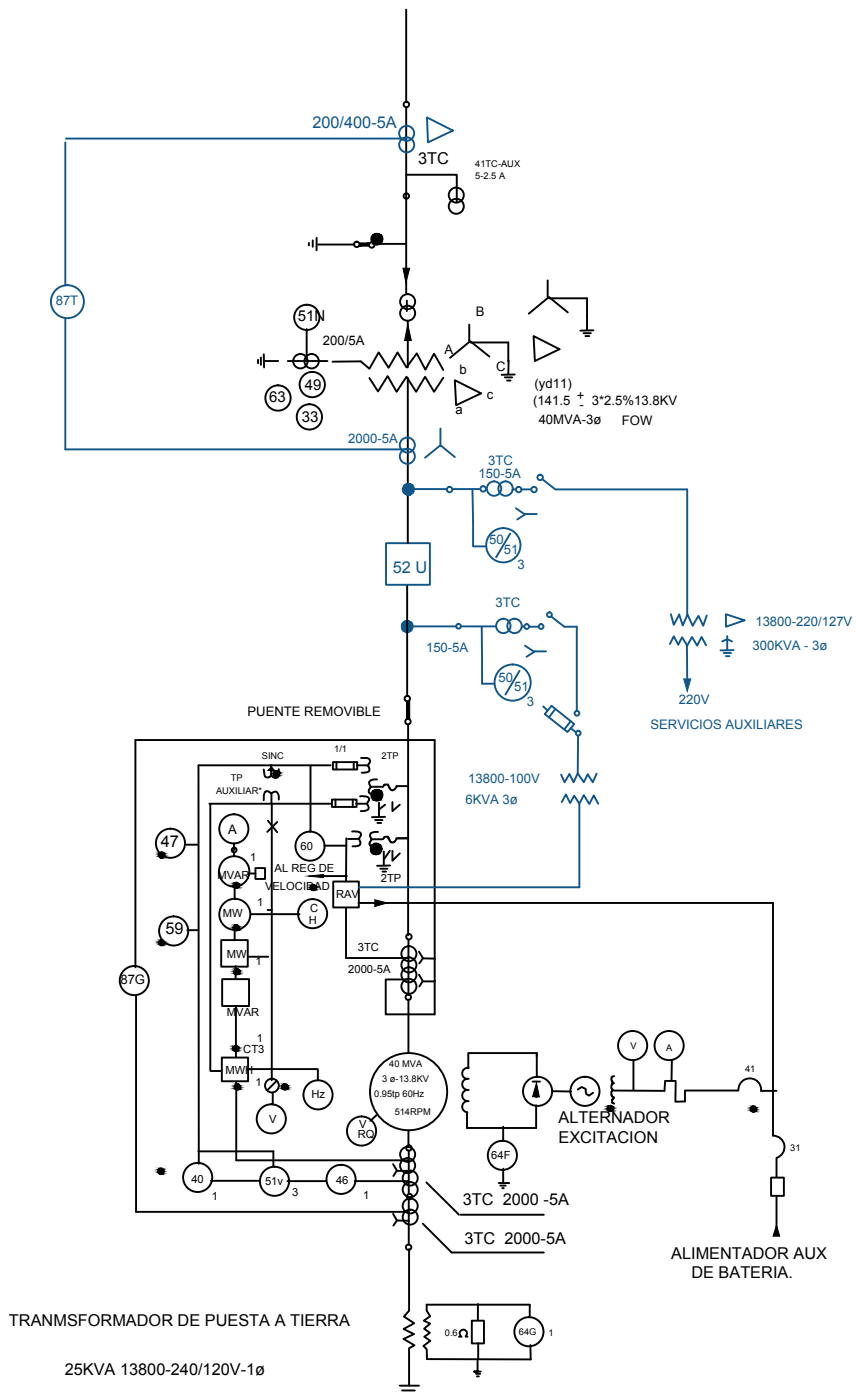 200/400-5A
3TC
41TC-AUX
5-2.5 A
87T
51N
200/5A
B
A
C
b
c
a
49
63
33
(yd11)
(141.5 + - 3*2.5%13.8KV
40MVA-3ø FOW
2000-5A
3TC
150-5A
50/51
3
52 U
3TC
150-5A
50/51
3
13800-220/127V
300KVA - 3ø
220V
SERVICIOS AUXILIARES
PUENTE REMOVIBLE
13800-100V
6KVA 3ø
SINC
1/1
2TP
TP
AUXILIAR*
A
47
60
MVAR
1
AL REG DE
VELOCIDAD
2TP
RAV
59
MW
1
C
H
MW
1
3TC
2000-5A
87G
MVAR
1
CT3
MWH
1
Hz
V
40 MVA
3 ø-13.8KV
0.95tp 60Hz
514RPM
V
RQ
V
A
41
ALTERNADOR
EXCITACION
64F
31
40
1
51v
3
46
1
3TC 2000 -5A
3TC 2000-5A
ALIMENTADOR AUX
DE BATERIA.
TRANMSFORMADOR DE PUESTA A TIERRA
0.6Ω
64G
1
25KVA 13800-240/120V-1ø